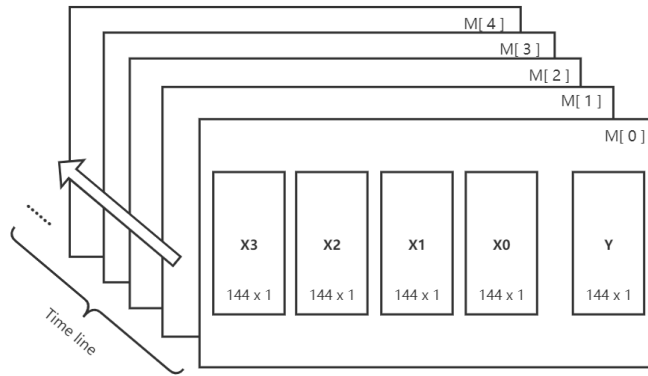 M[ 4 ]
M[ 3 ]
M[ 2 ]
M[ 1 ]
M[ 0 ]
X3 X2 X1 X0 Y
144 x 1 144 x 1 144 x 1 144 x 1 144 x 1
......
Time line